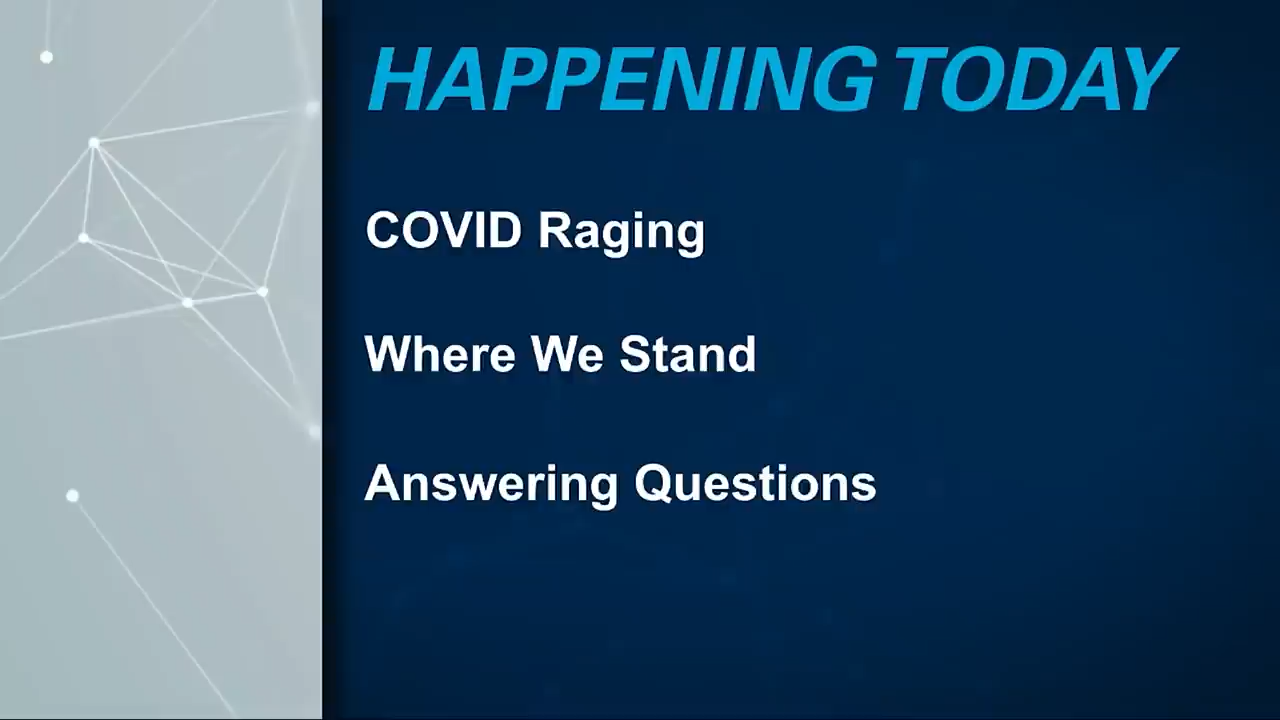 HAPPENING TODAY
COVID Raging
Where We Stand
Answering Questions